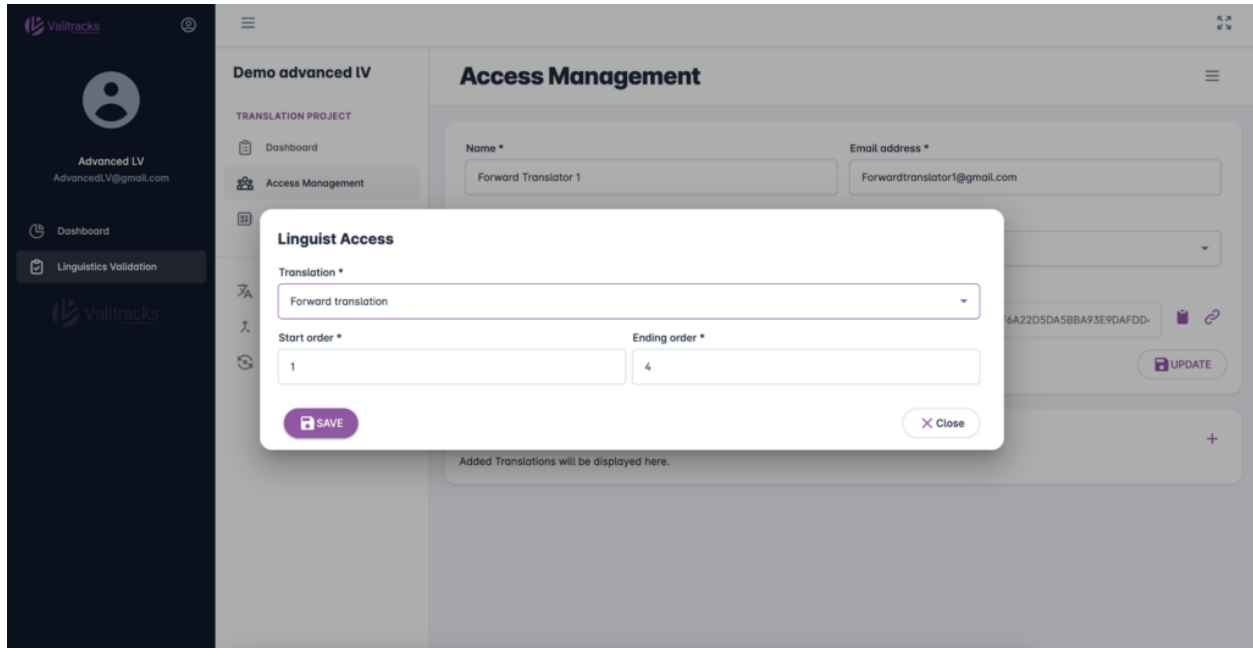 Valitracks
Advanced LV
AdvancedLV@gmail.com
Dashboard
Linguistics Validation
Valitracks
Demo advanced lV
TRANSLATION PROJECT
Dashboard
Access Management
Access Management
Name *
Email address *
Forward Translator 1
Forwardtranslator1@gmail.com
Linguist Access
Translation *
Forward translation
Start order *
Ending order *
1
4
SAVE
Close
UPDATE
Added Translations will be displayed here.